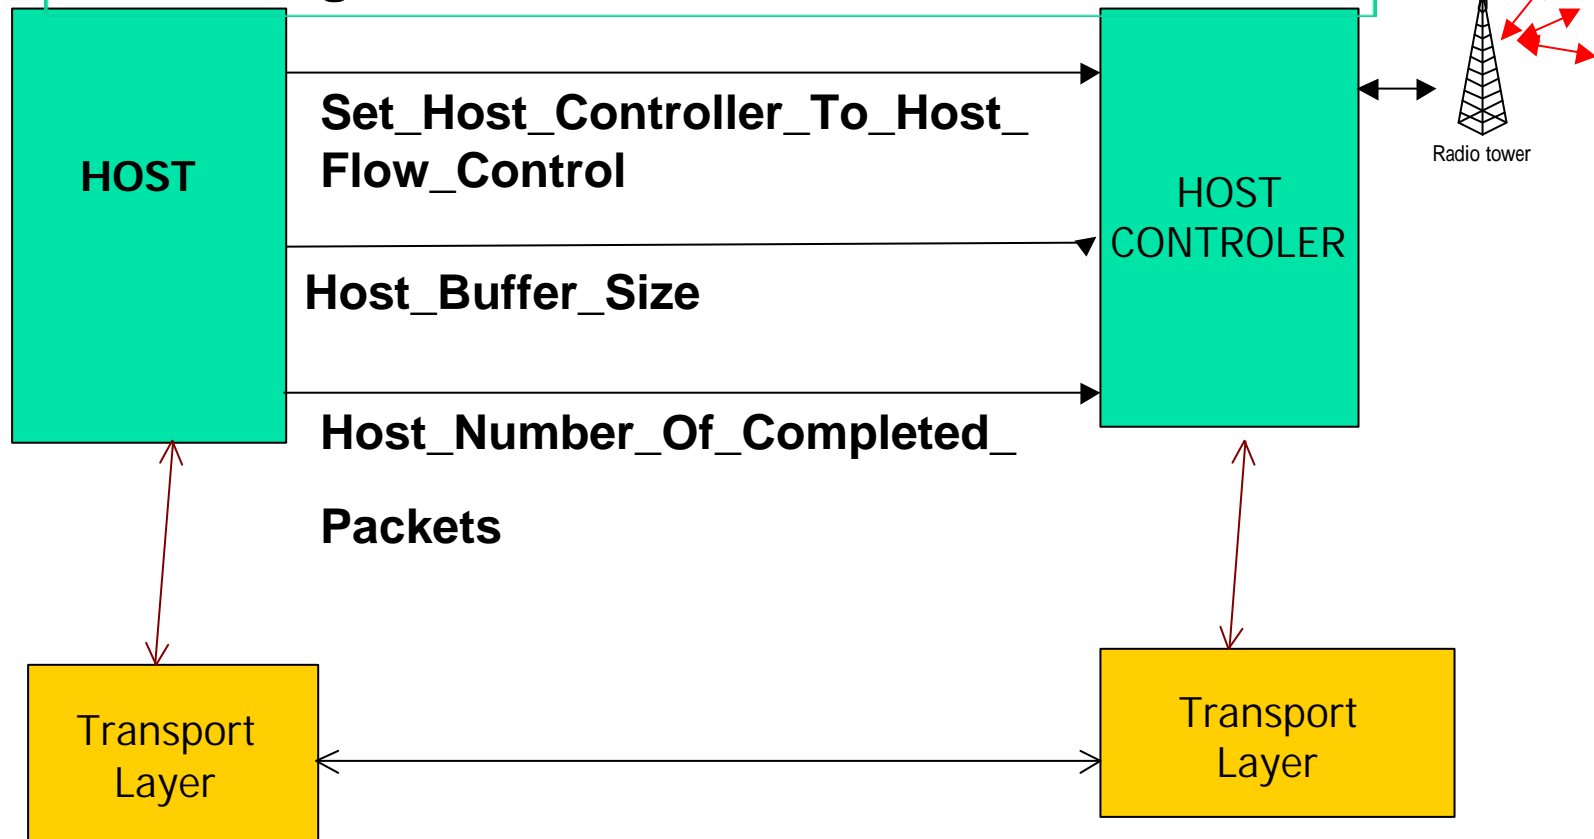 Set_Host_Controller_To_Host_
Flow_Control
HOST
Radio tower
HOST
CONTROLER
Host_Buffer_Size
Host_Number_Of_Completed_
Packets
Transport
Layer
Transport
Layer